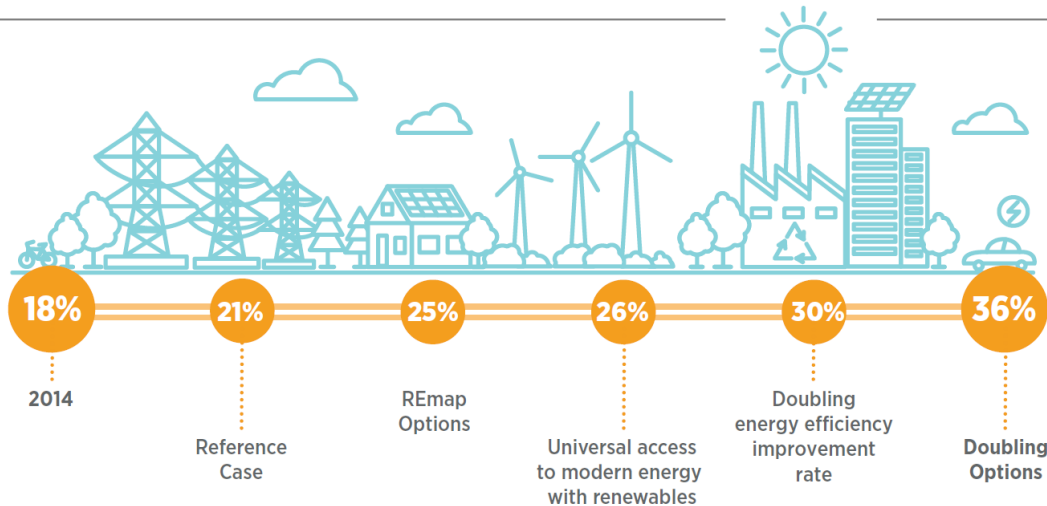 18%
21%
25%
26%
30%
36%
2014
Reference
Case
REmap
Options
Universal access
to modern energy
with renewables
Doubling
energy efficiency
improvement
rate
Doubling
Options